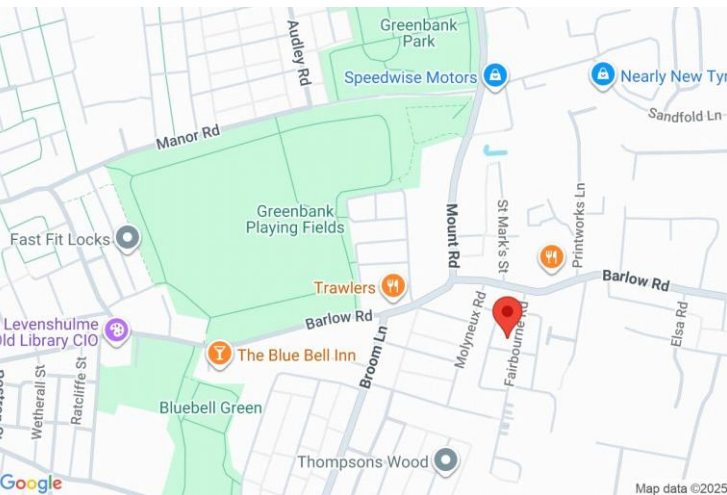 Greenbank
Park
Audley Rd
Speedwise Motors
Nearly New Tyr
Sandfold Ln
Manor Rd
Greenbank
Playing Fields
Fast Fit Locks
Mount Rd
St Mark's St
Printworks Ln
Trawlers
Barlow Rd
Barlow Rd
Levenshulme
Old Library CIO
The Blue Bell Inn
Broom Ln
Molyneux Rd
Fairbourne Rd
Elsa Rd
Wetherall St
Ratcliffe St
Bluebell Green
Thompsons Wood
Google
Map data ©2025